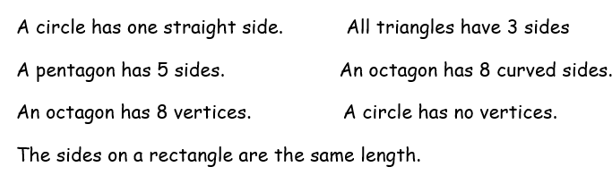 A circle has one straight side. All triangles have 3 sides
A pentagon has 5 sides. An octagon has 8 curved sides.
An octagon has 8 vertices. A circle has no vertices.
The sides on a rectangle are the same length.